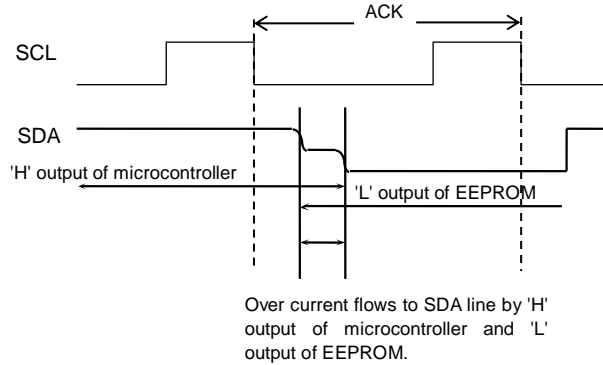 ACK
SCL
SDA
'H' output of microcontroller
'L' output of EEPROM
Over current flows to SDA line by 'H'
output of microcontroller and 'L'
output of EEPROM.